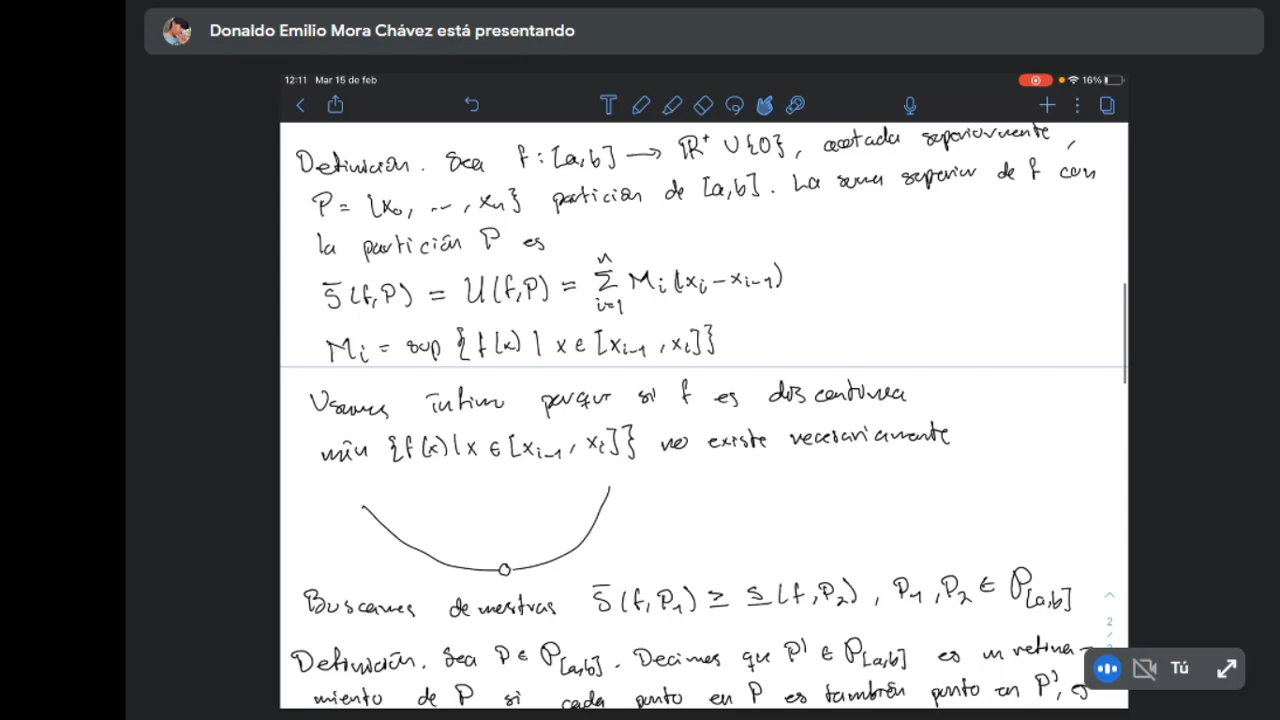 Donaldo Emilio Mora Chávez está presentando
12:11 Mar 15 de feb 16%
Definición. Sea f: [a,b] → ℝ⁺ ∪ {0}, acotada superiormente,
P = {x₀, ..., xₙ} partición de [a,b]. La suma superior de f con
la partición P es
S̄(f,P) = U(f,P) = Σᵢ₌₁ⁿ Mᵢ(xᵢ - xᵢ₋₁)
Mᵢ = sup {f(x) | x ∈ [xᵢ₋₁, xᵢ]}
Usamos ínfimo porque si f es discontinua
mín {f(x) | x ∈ [xᵢ₋₁, xᵢ]} no existe necesariamente
Buscamos demostrar S̄(f,P₁) ≥ S̲(f,P₂), P₁, P₂ ∈ 𝒫[a,b]
2
Definición. Sea P ∈ 𝒫[a,b]. Decimos que P' ∈ 𝒫[a,b] es un refina-
miento de P si cada punto en P es también punto en P',
Tú